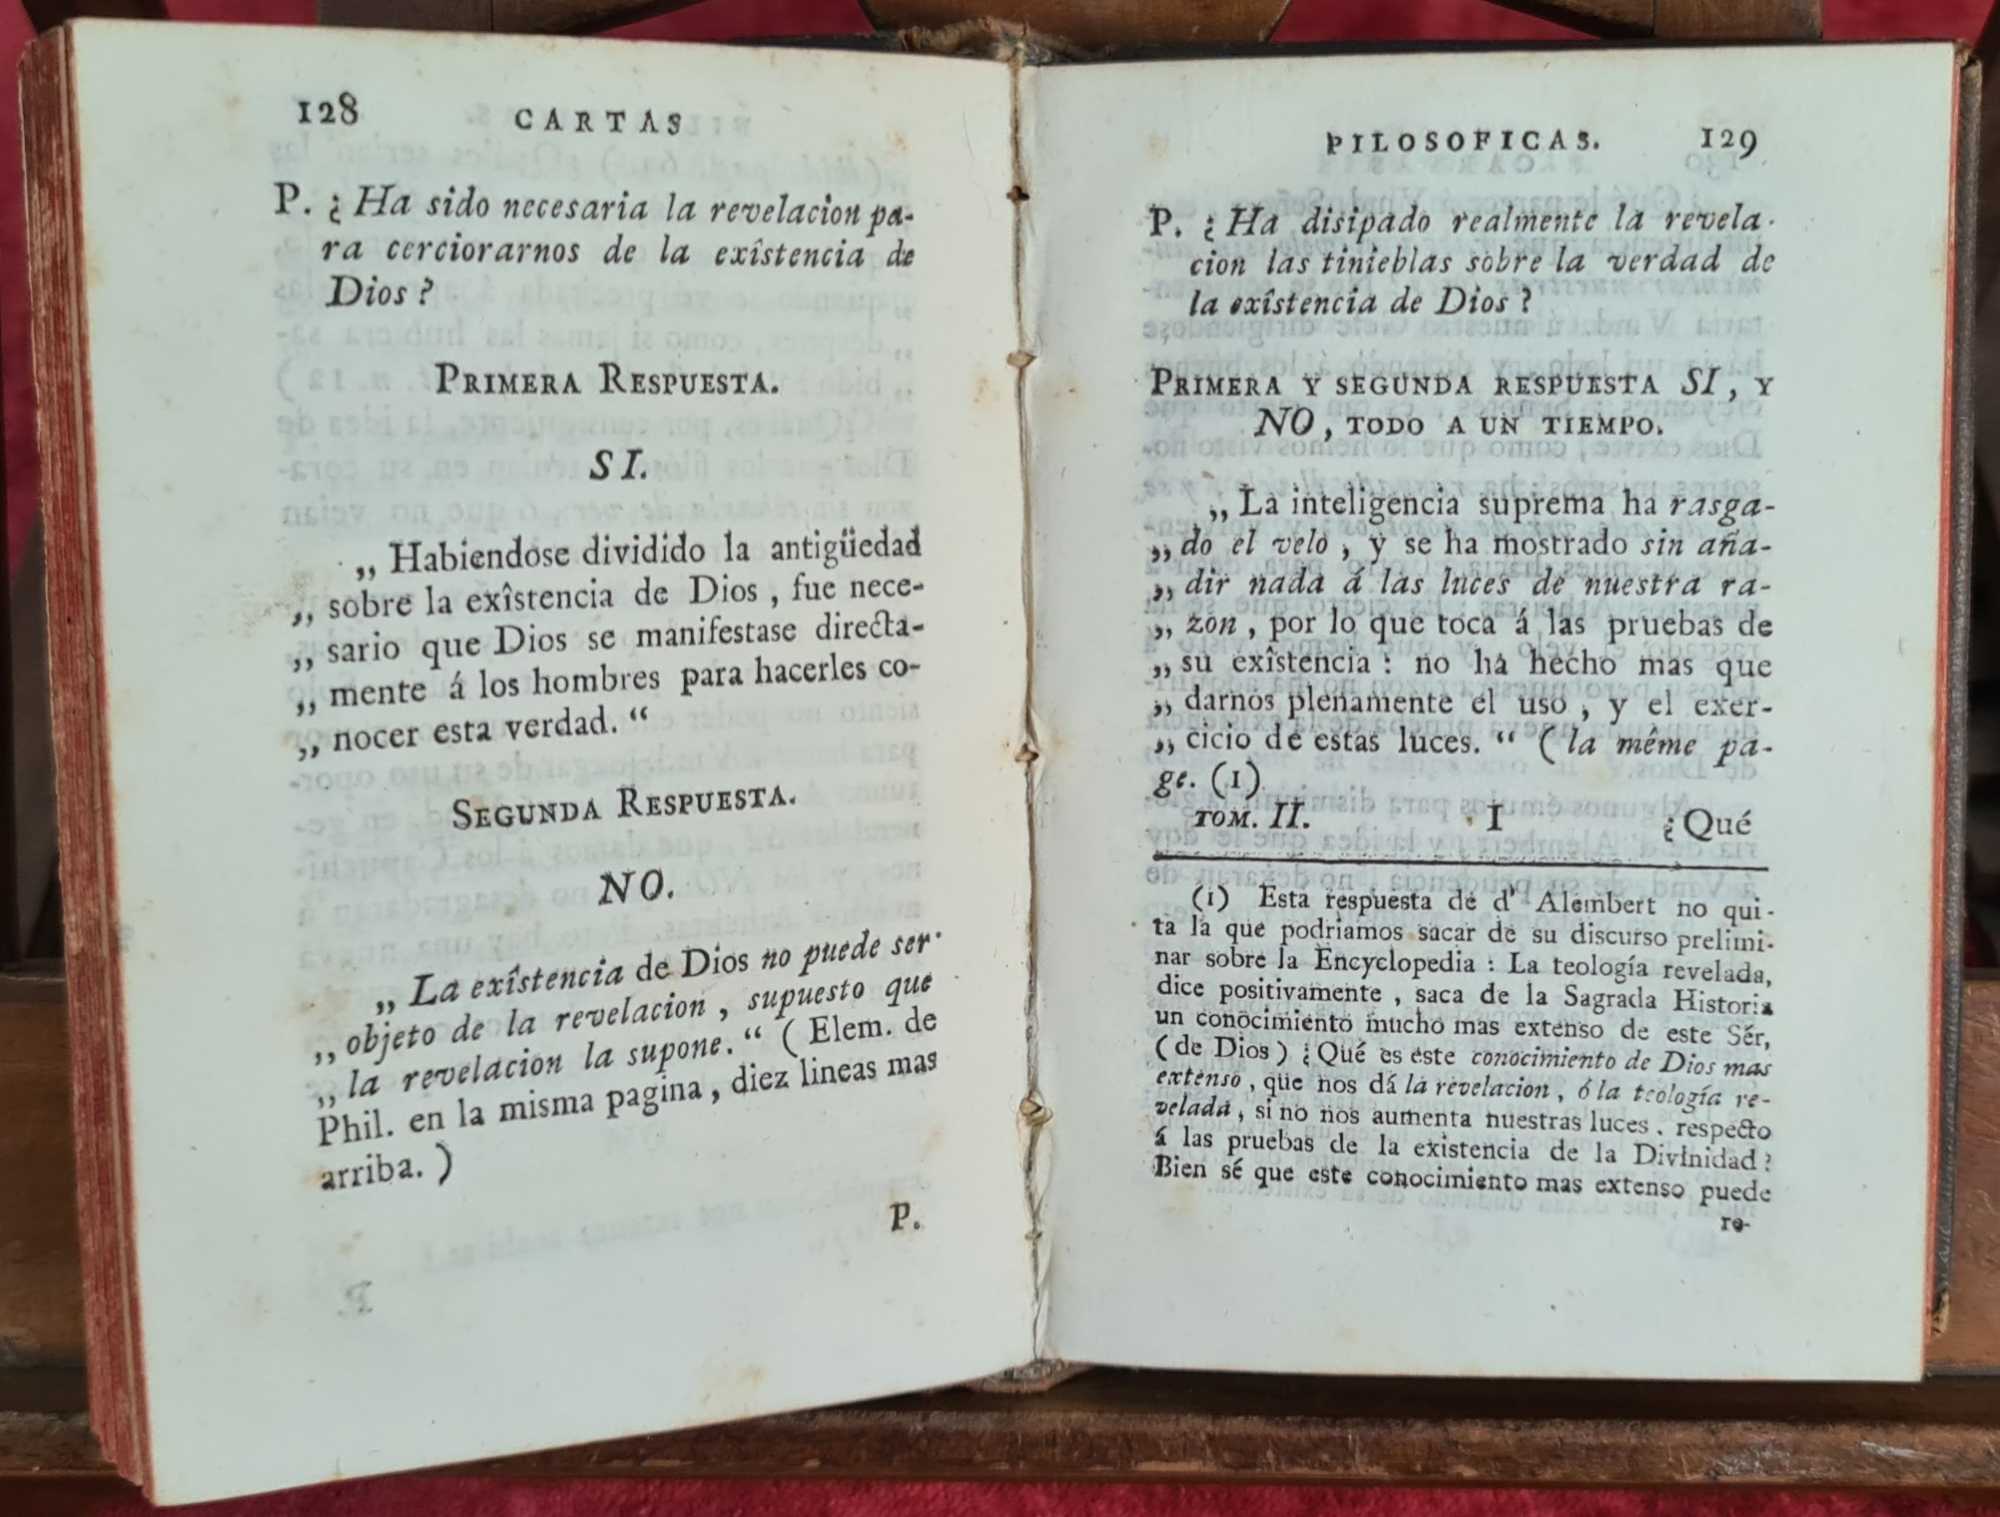 128 CARTAS
P. ¿Ha sido necesaria la revelacion pa-
ra cerciorarnos de la exîstencia de
Dios?
PRIMERA RESPUESTA.
SI.
„ Habiendose dividido la antigüedad
„ sobre la exîstencia de Dios, fue nece-
„ sario que Dios se manifestase directa-
„ mente á los hombres para hacerles co-
„ nocer esta verdad.“
SEGUNDA RESPUESTA.
NO.
„ La exîstencia de Dios no puede ser
„ objeto de la revelacion, supuesto que
„ la revelacion la supone.“ (Elem. de
Phil. en la misma pagina, diez lineas mas
arriba.)
P.
FILOSOFICAS. 129
P. ¿Ha disipado realmente la revela-
cion las tinieblas sobre la verdad de
la exîstencia de Dios?
PRIMERA Y SEGUNDA RESPUESTA SI, Y
NO, TODO A UN TIEMPO.
„ La inteligencia suprema ha rasga-
„ do el velo, y se ha mostrado sin aña-
„ dir nada á las luces de nuestra ra-
„ zon, por lo que toca á las pruebas de
„ su exîstencia: no ha hecho mas que
„ darnos plenamente el uso, y el exer-
„ cicio de estas luces.“ (la même pa-
ge. (1)
TOM. II. I ¿Qué
(1) Esta respuesta de d' Alembert no qui-
ta la que podriamos sacar de su discurso prelimi-
nar sobre la Encyclopedia: La teología revelada,
dice positivamente, saca de la Sagrada Historia
un conocimiento mucho mas extenso de este Sér,
(de Dios) ¿Qué es este conocimiento de Dios mas
extenso, que nos dá la revelacion, ó la teología re-
velada, si no nos aumenta nuestras luces. respecto
á las pruebas de la existencia de la Divinidad?
Bien sé que este conocimiento mas extenso puede
re-